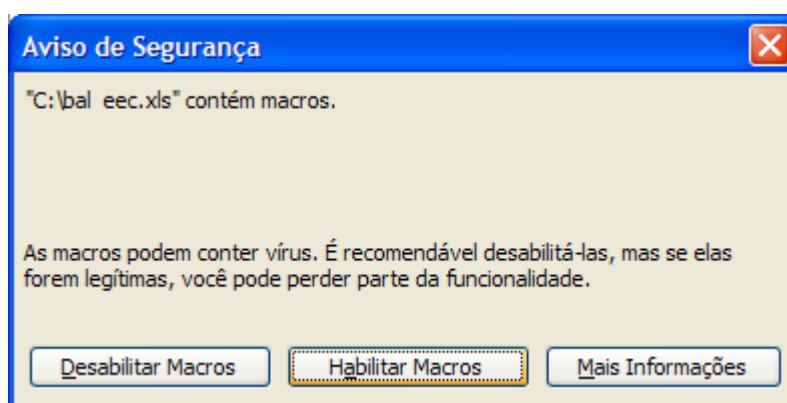 Aviso de Segurança
"C:\bal eec.xls" contém macros.
As macros podem conter vírus. É recomendável desabilitá-las, mas se elas
forem legítimas, você pode perder parte da funcionalidade.
Desabilitar Macros Habilitar Macros Mais Informações